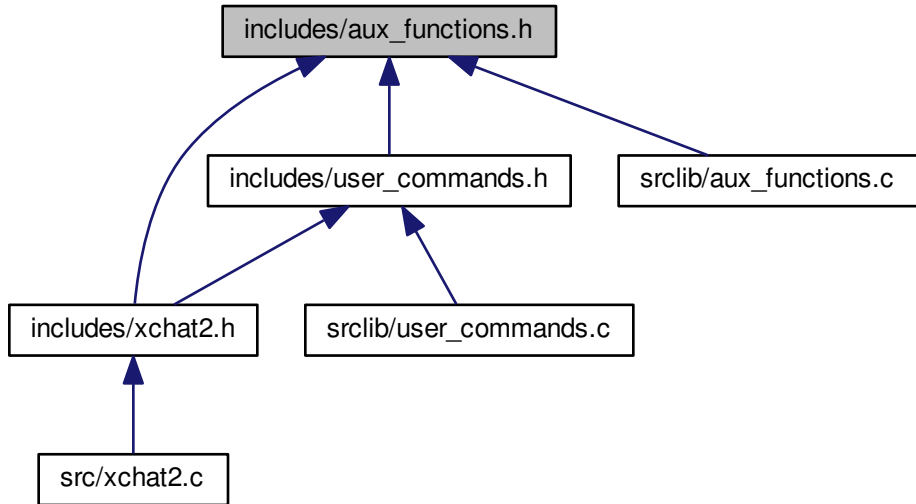 includes/aux_functions.h
includes/user_commands.h
srclib/aux_functions.c
includes/xchat2.h
srclib/user_commands.c
src/xchat2.c